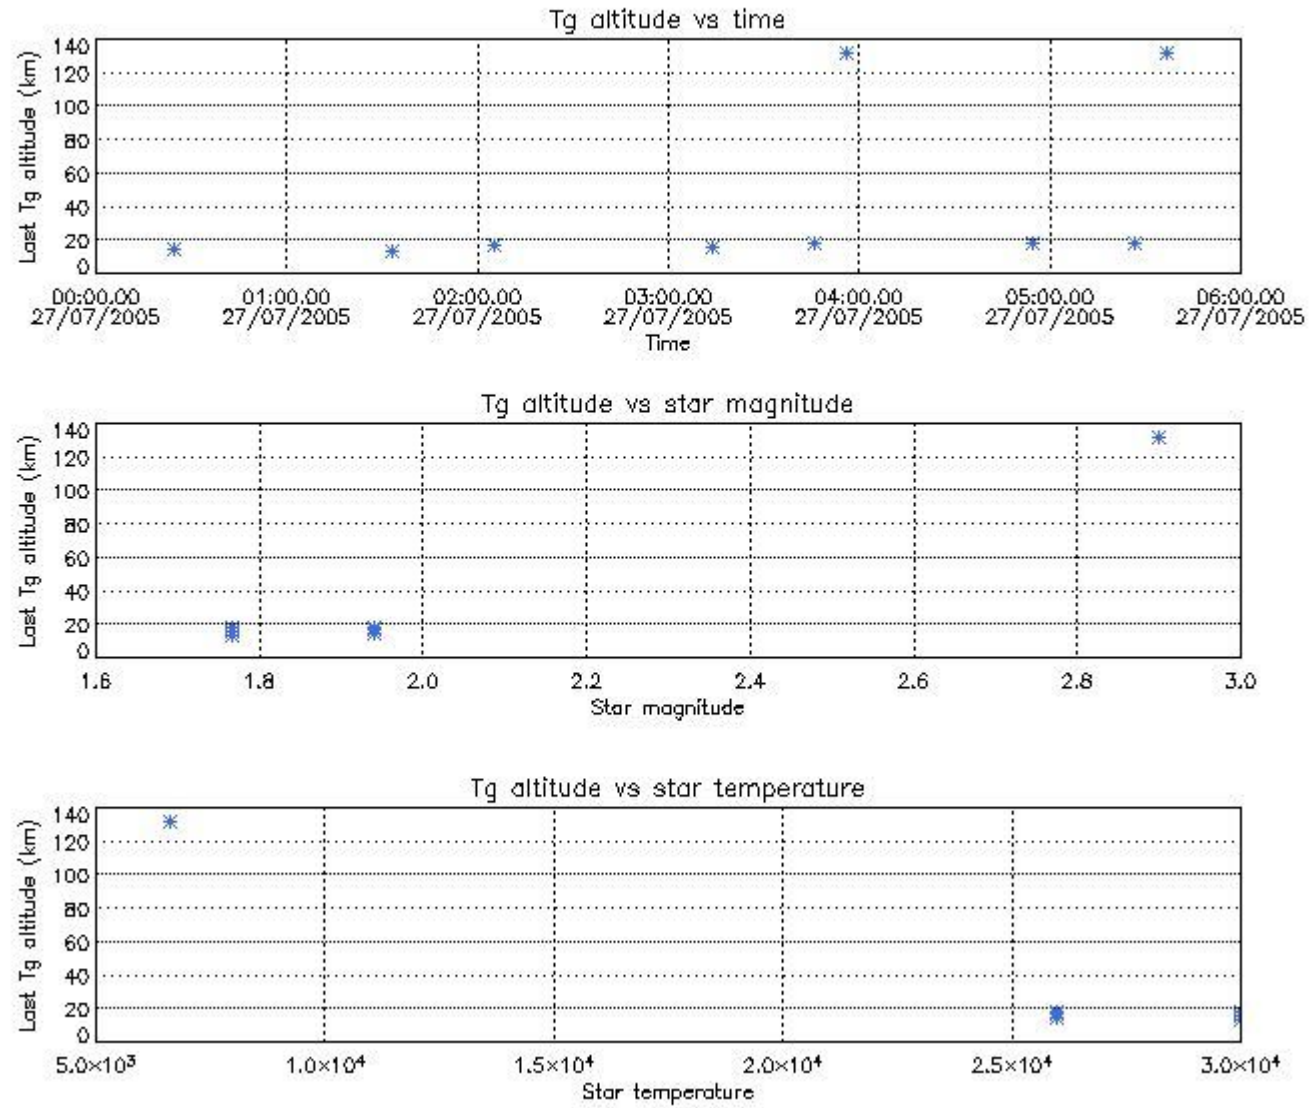 Tg altitude vs time
Last Tg altitude (km)
140
120
100
80
60
40
20
0
00:00.00 01:00.00 02:00.00 03:00.00 04:00.00 05:00.00 06:00.00
27/07/2005 27/07/2005 27/07/2005 27/07/2005 27/07/2005 27/07/2005 27/07/2005
Time
Tg altitude vs star magnitude
Last Tg altitude (km)
140
120
100
80
60
40
20
0
1.6 1.8 2.0 2.2 2.4 2.6 2.8 3.0
Star magnitude
Tg altitude vs star temperature
Last Tg altitude (km)
140
120
100
80
60
40
20
0
5.0×10³ 1.0×10⁴ 1.5×10⁴ 2.0×10⁴ 2.5×10⁴ 3.0×10⁴
Star temperature